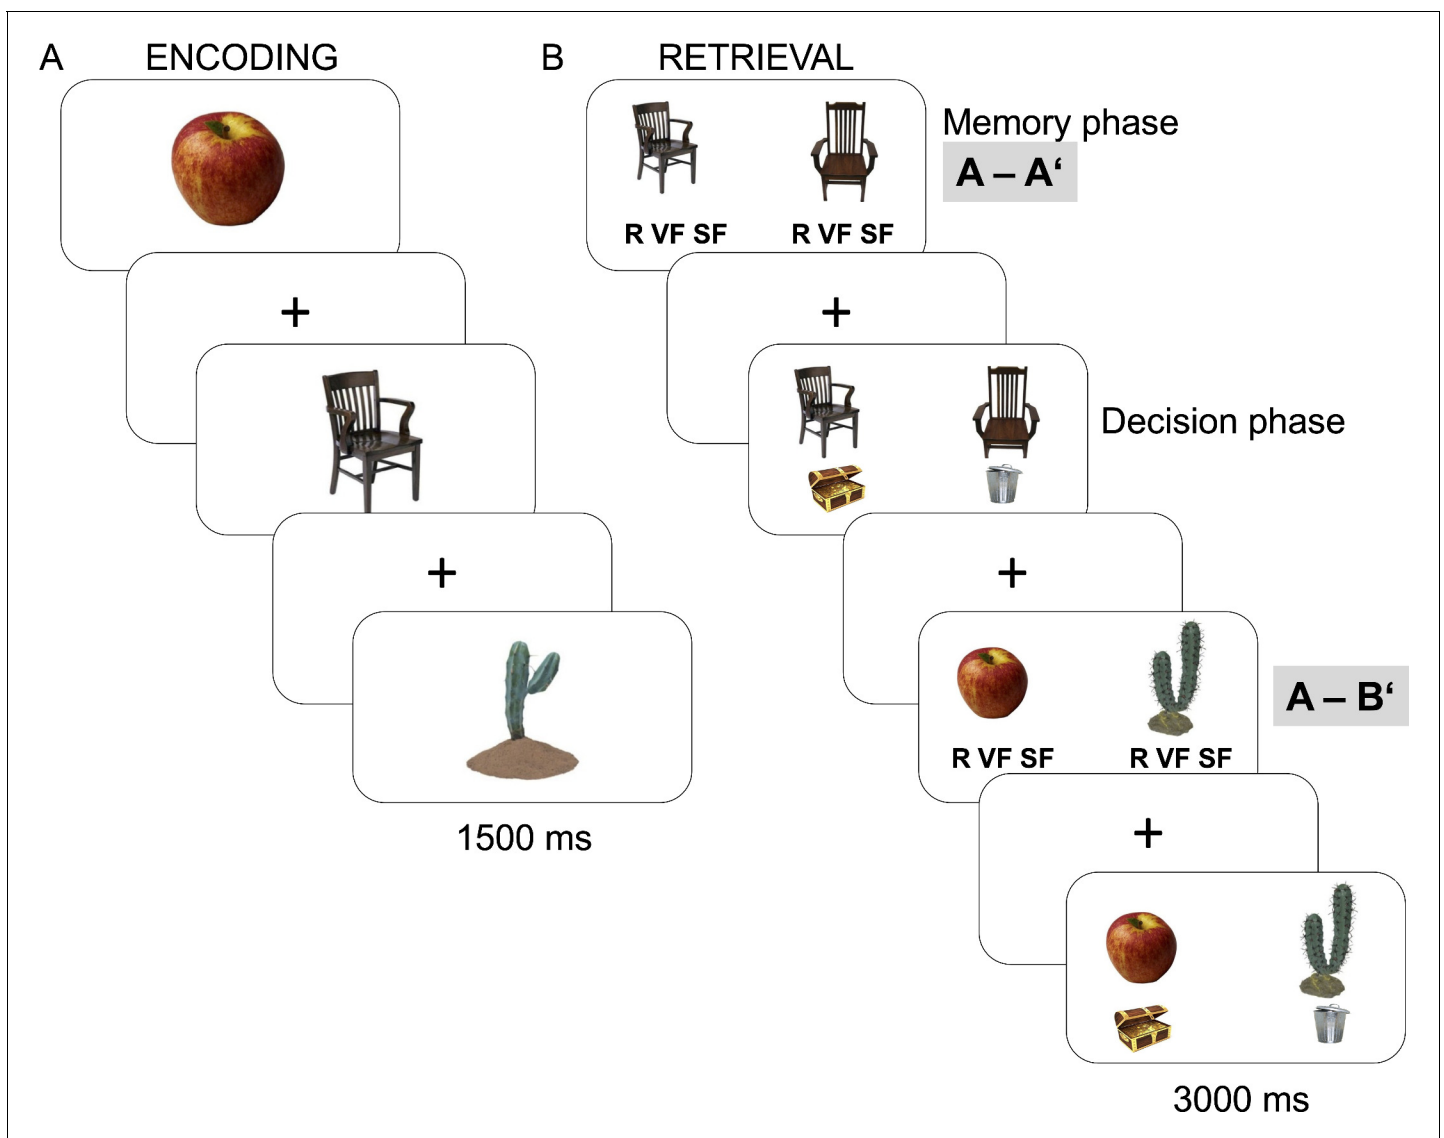 A ENCODING
+
+
1500 ms
B RETRIEVAL
R VF SF R VF SF
Memory phase
A – A‘
+
Decision phase
+
R VF SF R VF SF
A – B‘
+
3000 ms